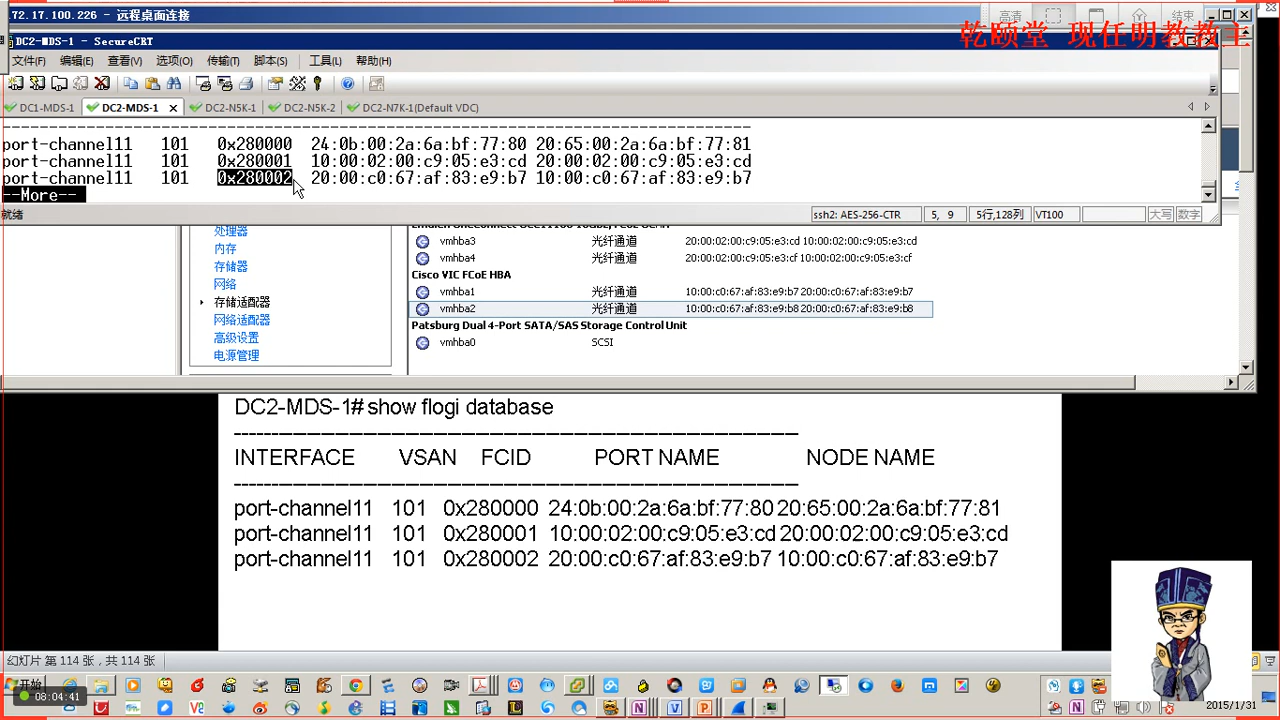 72.17.100.226 - 远程桌面连接
高清 结束
乾颐堂 现任明教教主
DC2-MDS-1 - SecureCRT
文件(F) 编辑(E) 查看(V) 选项(O) 传输(T) 脚本(S) 工具(L) 帮助(H)
DC1-MDS-1 DC2-MDS-1 DC2-N5K-1 DC2-N5K-2 DC2-N7K-1(Default VDC)
port-channel11 101 0x280000 24:0b:00:2a:6a:bf:77:80 20:65:00:2a:6a:bf:77:81
port-channel11 101 0x280001 10:00:00:02:c9:05:e3:cd 20:00:00:02:c9:05:e3:cd
port-channel11 101 0x280002 20:00:c0:67:af:83:e9:b7 10:00:c0:67:af:83:e9:b7
--More--
就绪 ssh2: AES-256-CTR 5, 9 5行,128列 VT100 大写 数字
处理器
内存 vmhba3 光纤通道 20:00:02:00:c9:05:e3:cd 10:00:02:00:c9:05:e3:cd
存储器 vmhba4 光纤通道 20:00:02:00:c9:05:e3:cf 10:00:02:00:c9:05:e3:cf
网络 Cisco VIC FCoE HBA
存储适配器 vmhba1 光纤通道 10:00:c0:67:af:83:e9:b7 20:00:c0:67:af:83:e9:b7
网络适配器 vmhba2 光纤通道 10:00:c0:67:af:83:e9:b8 20:00:c0:67:af:83:e9:b8
高级设置 Patsburg Dual 4-Port SATA/SAS Storage Control Unit
电源管理 vmhba0 SCSI
DC2-MDS-1# show flogi database
INTERFACE VSAN FCID PORT NAME NODE NAME
port-channel11 101 0x280000 24:0b:00:2a:6a:bf:77:80 20:65:00:2a:6a:bf:77:81
port-channel11 101 0x280001 10:00:02:00:c9:05:e3:cd 20:00:02:00:c9:05:e3:cd
port-channel11 101 0x280002 20:00:c0:67:af:83:e9:b7 10:00:c0:67:af:83:e9:b7
幻灯片 第 114 张，共 114 张
开始
08:04:41
2015/1/31